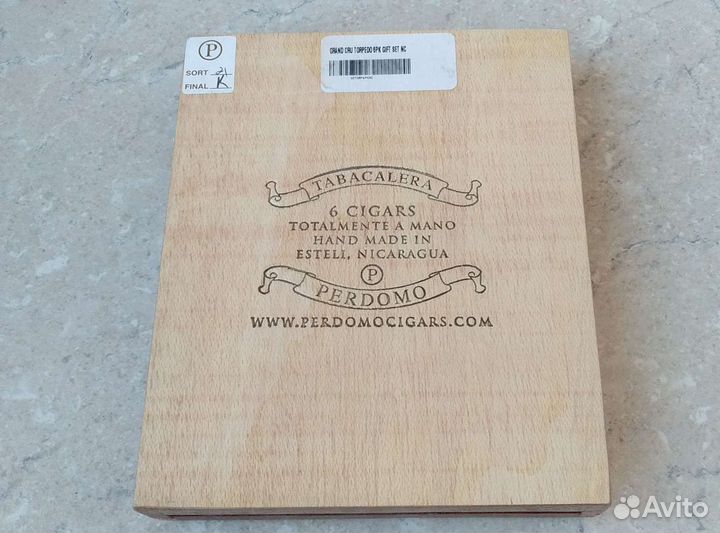 P
SORT 21
FINAL K
GRAND CRU TORPEDO 6PK GIFT SET NC
TABACALERA
6 CIGARS
TOTALMENTE A MANO
HAND MADE IN
ESTELI, NICARAGUA
P
PERDOMO
WWW.PERDOMOCIGARS.COM
Avito